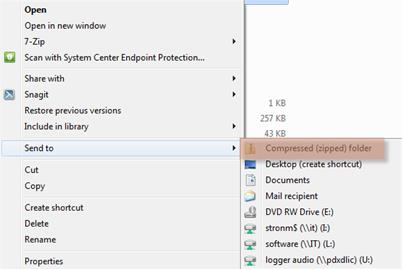 Open
Open in new window
7-Zip
Scan with System Center Endpoint Protection...
Share with
Snagit
Restore previous versions
Include in library
Send to
Cut
Copy
Create shortcut
Delete
Rename
Properties
1 KB
257 KB
43 KB
Compressed (zipped) folder
Desktop (create shortcut)
Documents
Mail recipient
DVD RW Drive (E:)
stronm$ (\\it) (I:)
software (\\IT) (L:)
logger audio (\\pdxdlic) (U:)